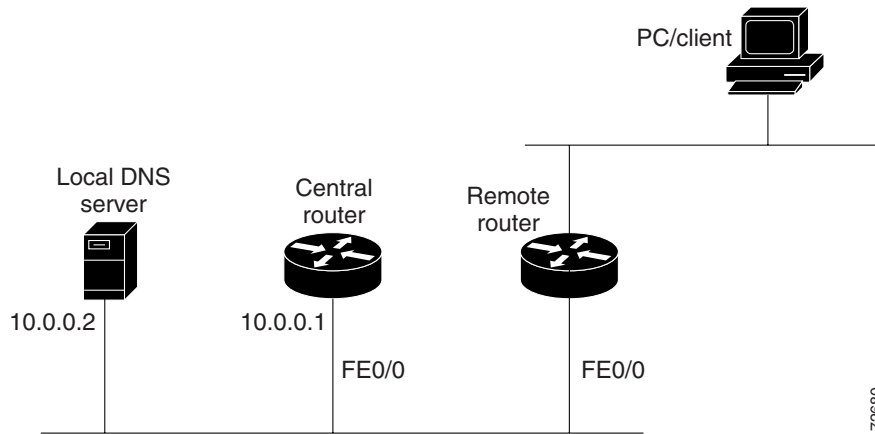 PC/client
Local DNS
server
Central
router
Remote
router
10.0.0.2
10.0.0.1
FE0/0
FE0/0